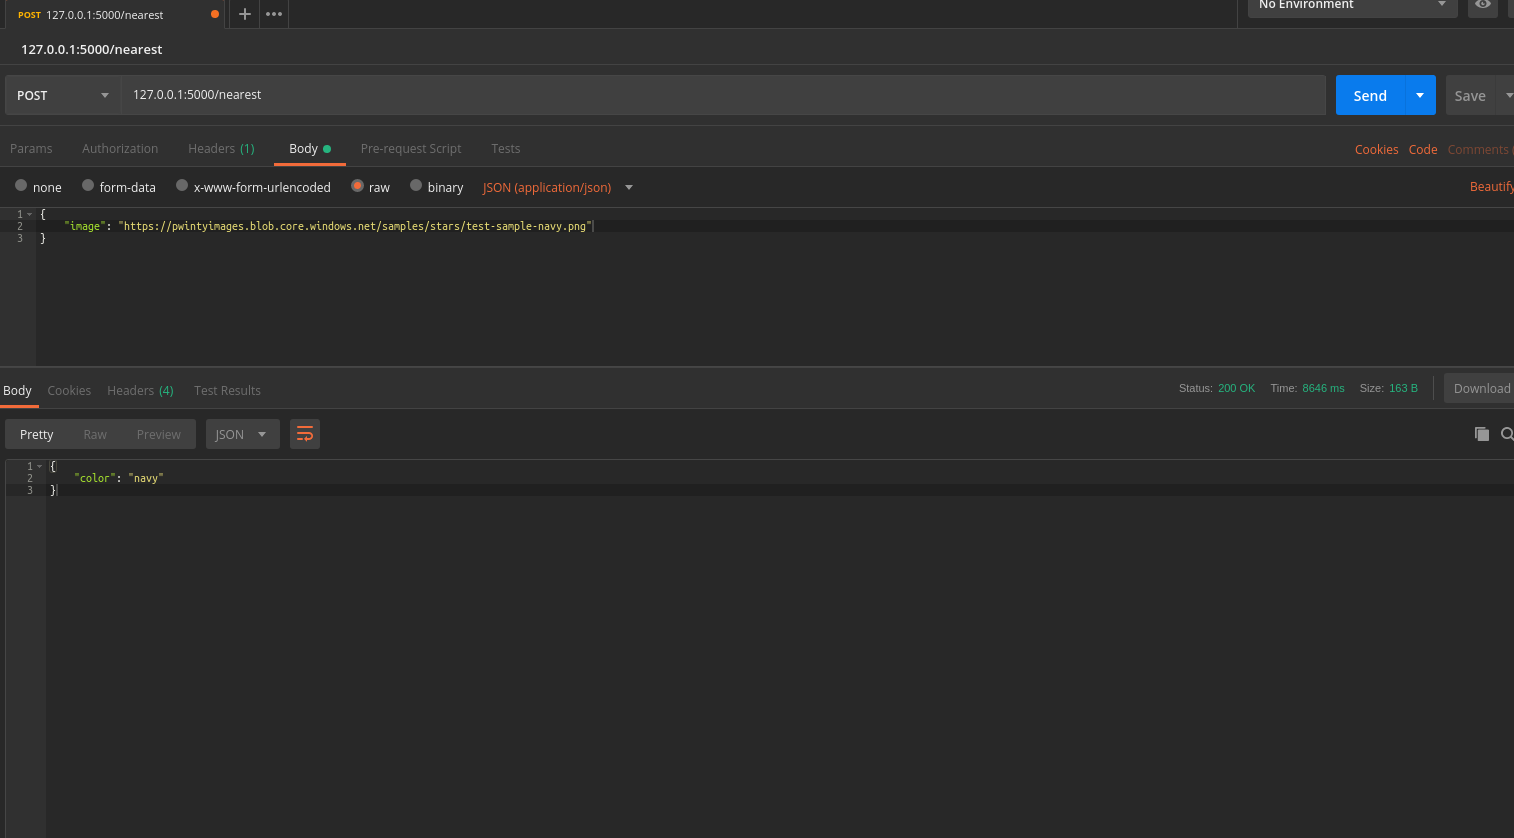 POST 127.0.0.1:5000/nearest
No Environment
127.0.0.1:5000/nearest
POST 127.0.0.1:5000/nearest Send Save
Params Authorization Headers (1) Body Pre-request Script Tests Cookies Code Comments (
none form-data x-www-form-urlencoded raw binary JSON (application/json) Beautify
1 {
2 "image": "https://pwintyimages.blob.core.windows.net/samples/stars/test-sample-navy.png"
3 }
Body Cookies Headers (4) Test Results Status: 200 OK Time: 8646 ms Size: 163 B Download
Pretty Raw Preview JSON
1 {
2 "color": "navy"
3 }